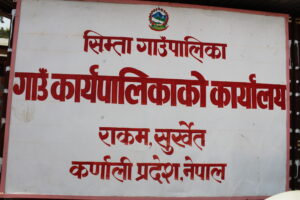 सिम्ता गाउँपालिका
गाउँ कार्यपालिकाको कार्यालय
राकम, सुर्खेत
कर्णाली प्रदेश, नेपाल